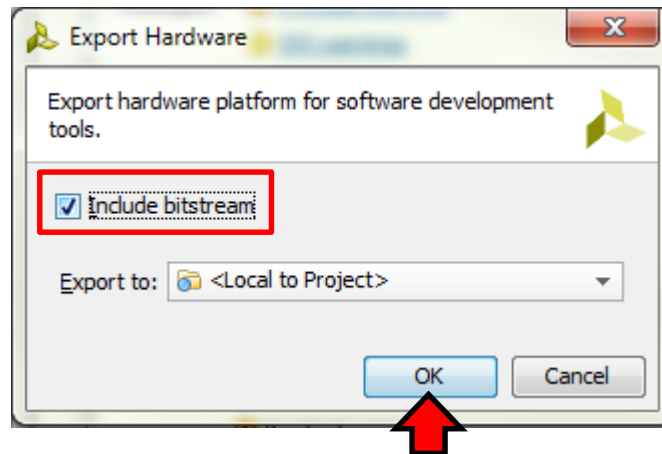 Export Hardware
Export hardware platform for software development
tools.
Include bitstream
Export to: <Local to Project>
OK Cancel